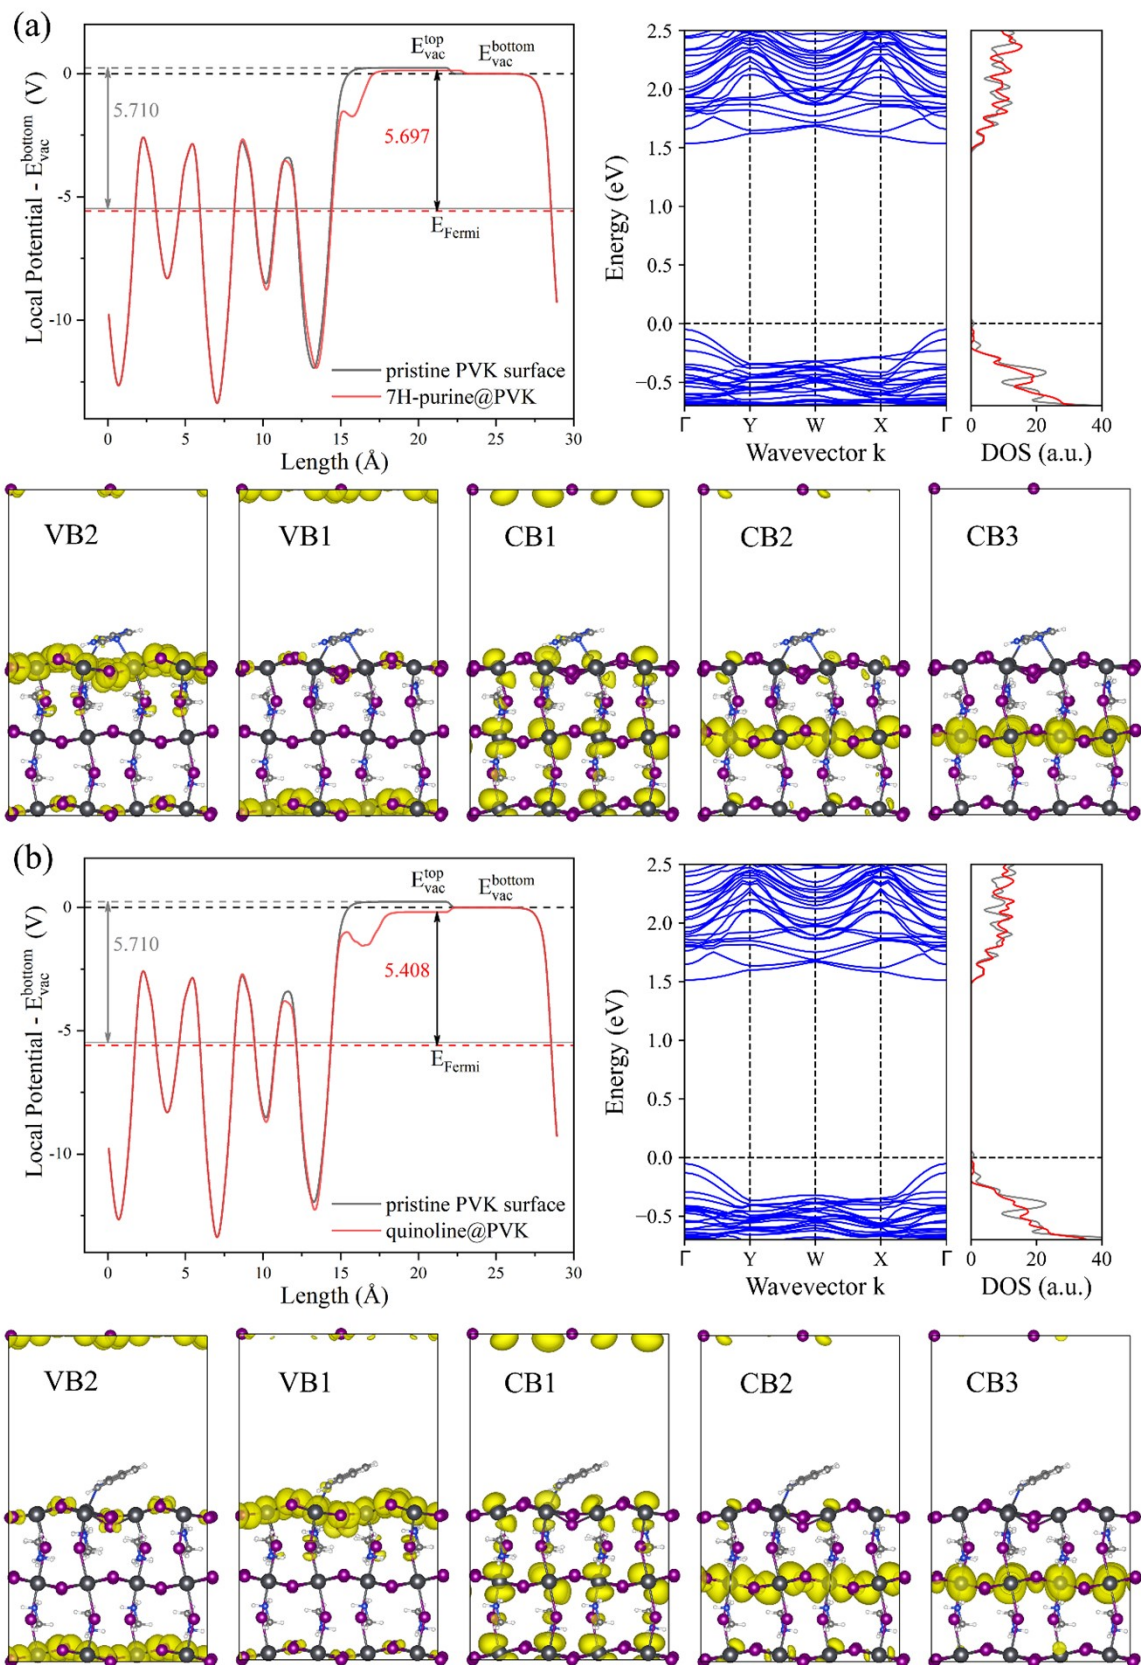 (a)
Local Potential - E_vac^bottom (V)
0
-5
-10
5.710
5.697
E_vac^top
E_vac^bottom
E_Fermi
pristine PVK surface
7H-purine@PVK
0 5 10 15 20 25 30
Length (Å)
Energy (eV)
2.5
2.0
1.5
1.0
0.5
0.0
−0.5
Γ Y W X Γ
Wavevector k
0 20 40
DOS (a.u.)
VB2 VB1 CB1 CB2 CB3
(b)
Local Potential - E_vac^bottom (V)
0
-5
-10
5.710
5.408
E_vac^top
E_vac^bottom
E_Fermi
pristine PVK surface
quinoline@PVK
0 5 10 15 20 25 30
Length (Å)
Energy (eV)
2.5
2.0
1.5
1.0
0.5
0.0
−0.5
Γ Y W X Γ
Wavevector k
0 20 40
DOS (a.u.)
VB2 VB1 CB1 CB2 CB3